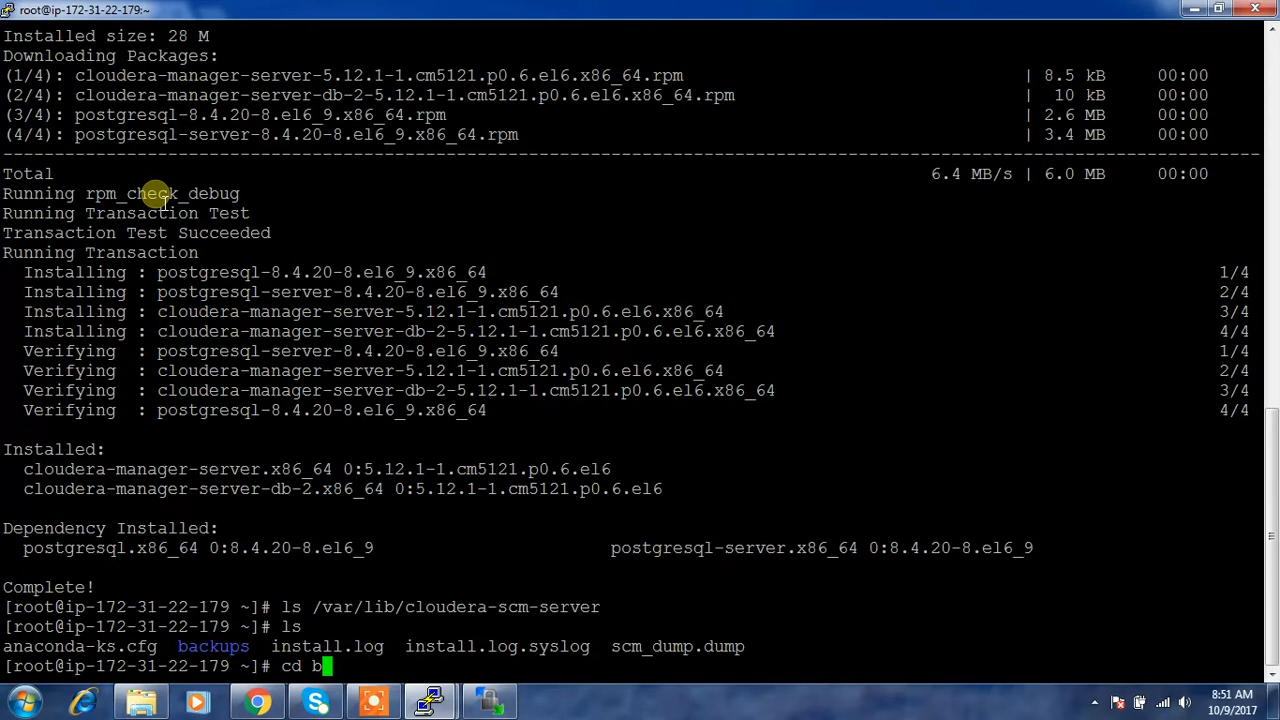 root@ip-172-31-22-179:~
Installed size: 28 M
Downloading Packages:
(1/4): cloudera-manager-server-5.12.1-1.cm5121.p0.6.el6.x86_64.rpm | 8.5 kB 00:00
(2/4): cloudera-manager-server-db-2-5.12.1-1.cm5121.p0.6.el6.x86_64.rpm | 10 kB 00:00
(3/4): postgresql-8.4.20-8.el6_9.x86_64.rpm | 2.6 MB 00:00
(4/4): postgresql-server-8.4.20-8.el6_9.x86_64.rpm | 3.4 MB 00:00
Total 6.4 MB/s | 6.0 MB 00:00
Running rpm_check_debug
Running Transaction Test
Transaction Test Succeeded
Running Transaction
Installing : postgresql-8.4.20-8.el6_9.x86_64 1/4
Installing : postgresql-server-8.4.20-8.el6_9.x86_64 2/4
Installing : cloudera-manager-server-5.12.1-1.cm5121.p0.6.el6.x86_64 3/4
Installing : cloudera-manager-server-db-2-5.12.1-1.cm5121.p0.6.el6.x86_64 4/4
Verifying : postgresql-server-8.4.20-8.el6_9.x86_64 1/4
Verifying : cloudera-manager-server-5.12.1-1.cm5121.p0.6.el6.x86_64 2/4
Verifying : cloudera-manager-server-db-2-5.12.1-1.cm5121.p0.6.el6.x86_64 3/4
Verifying : postgresql-8.4.20-8.el6_9.x86_64 4/4
Installed:
cloudera-manager-server.x86_64 0:5.12.1-1.cm5121.p0.6.el6
cloudera-manager-server-db-2.x86_64 0:5.12.1-1.cm5121.p0.6.el6
Dependency Installed:
postgresql.x86_64 0:8.4.20-8.el6_9 postgresql-server.x86_64 0:8.4.20-8.el6_9
Complete!
[root@ip-172-31-22-179 ~]# ls /var/lib/cloudera-scm-server
[root@ip-172-31-22-179 ~]# ls
anaconda-ks.cfg backups install.log install.log.syslog scm_dump.dump
[root@ip-172-31-22-179 ~]# cd b
8:51 AM
10/9/2017